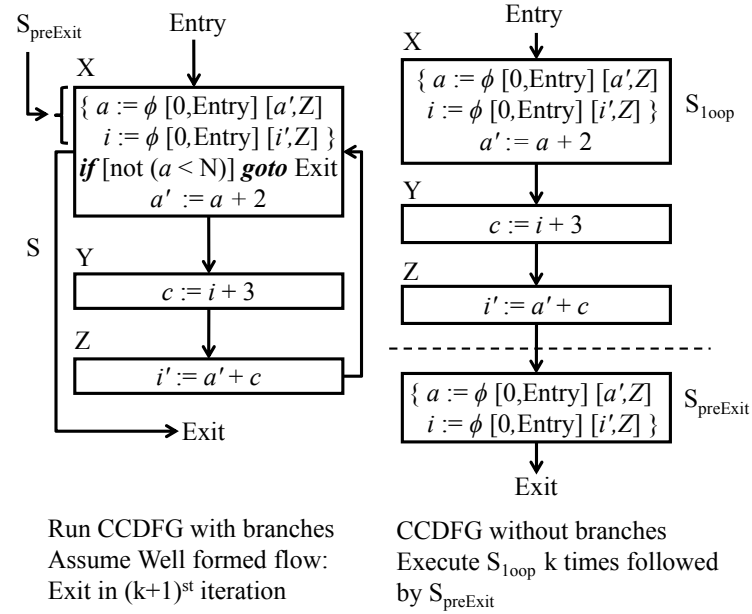 S_preExit
Entry
X
{ a := ϕ [0,Entry] [a′,Z]
i := ϕ [0,Entry] [i′,Z] }
if [not (a < N)] goto Exit
a′ := a + 2
S
Y
c := i + 3
Z
i′ := a′ + c
Exit
Run CCDFG with branches
Assume Well formed flow:
Exit in (k+1)^st iteration
Entry
X
{ a := ϕ [0,Entry] [a′,Z]
i := ϕ [0,Entry] [i′,Z] }
a′ := a + 2
S_loop
Y
c := i + 3
Z
i′ := a′ + c
{ a := ϕ [0,Entry] [a′,Z]
i := ϕ [0,Entry] [i′,Z] }
S_preExit
Exit
CCDFG without branches
Execute S_loop k times followed
by S_preExit